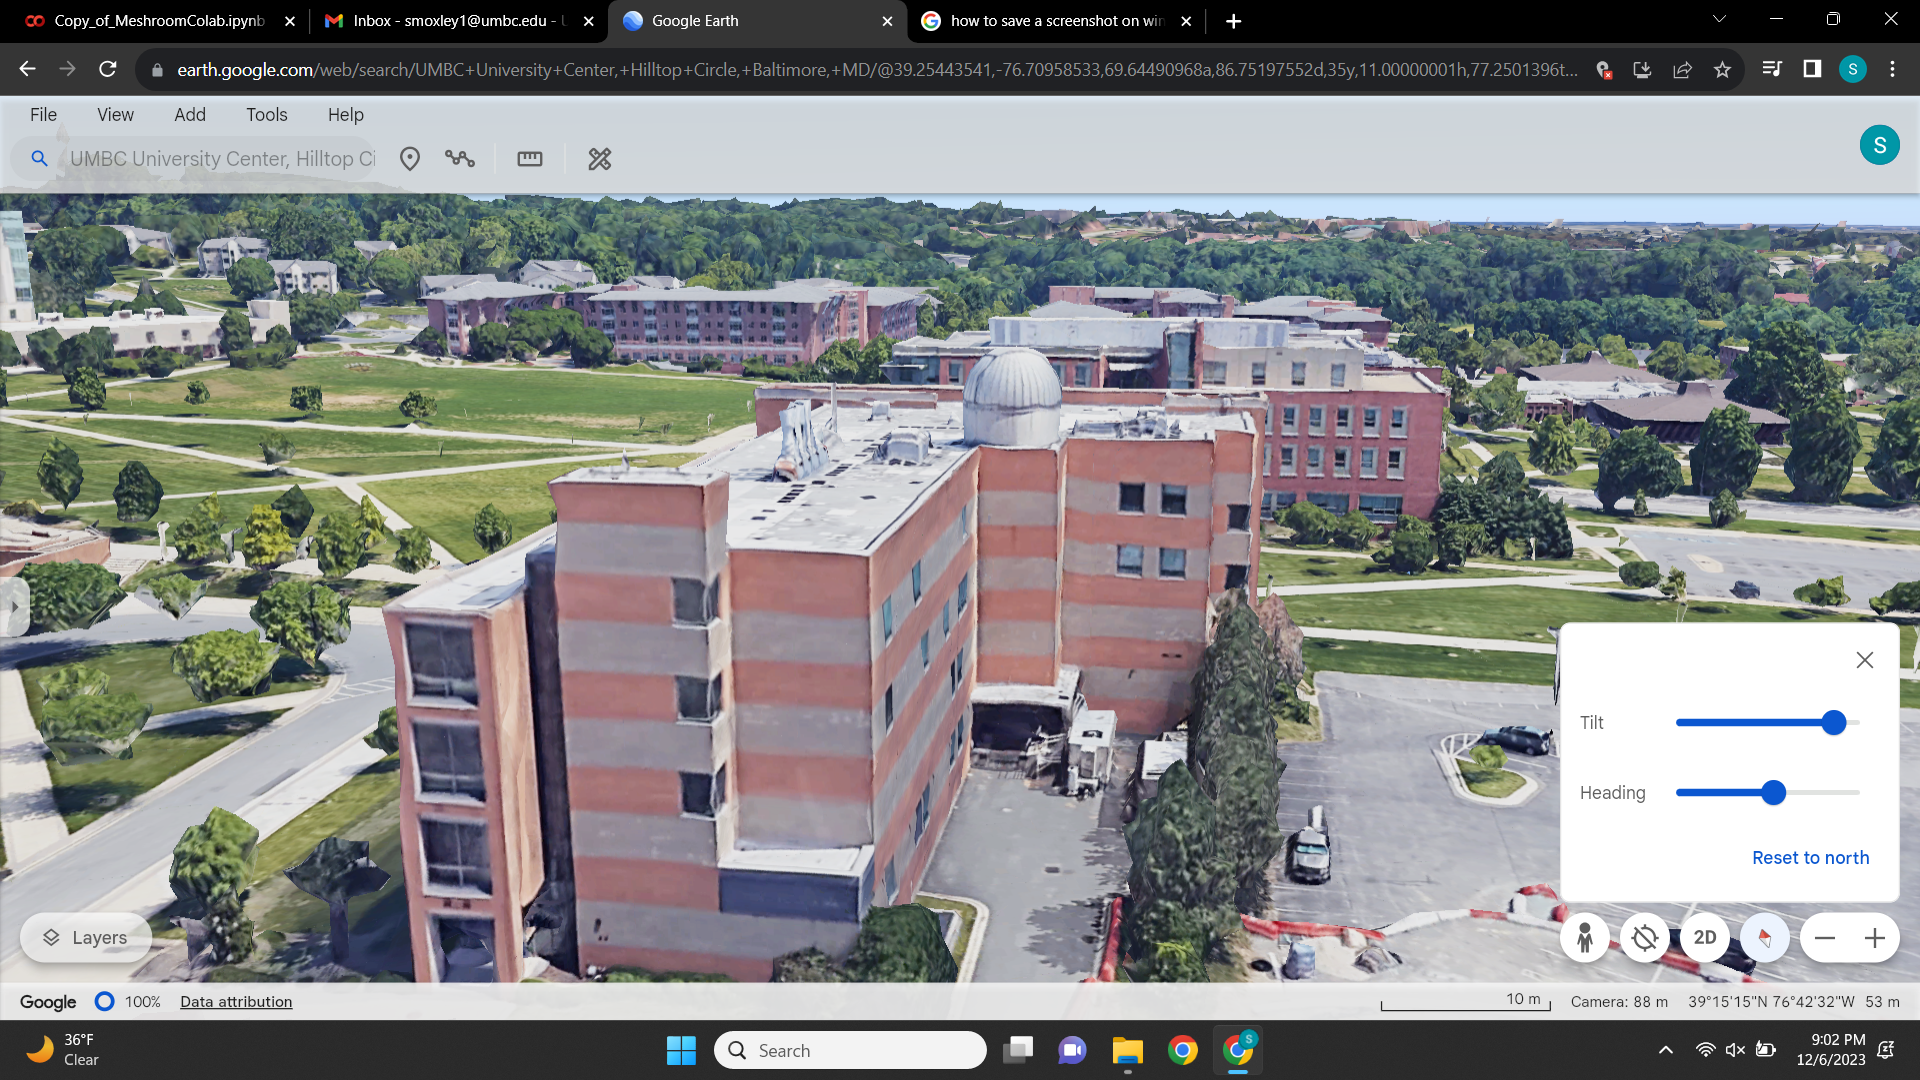 Copy_of_MeshroomColab.ipynb
Inbox - smoxley1@umbc.edu - U
Google Earth
how to save a screenshot on win
earth.google.com/web/search/UMBC+University+Center,+Hilltop+Circle,+Baltimore,+MD/@39.25443541,-76.70958533,69.64490968a,86.75197552d,35y,11.00000001h,77.2501396t...
S
File View Add Tools Help
UMBC University Center, Hilltop Ci
S
Tilt
Heading
Reset to north
Layers
2D
Google 100% Data attribution
10 m
Camera: 88 m 39°15'15"N 76°42'32"W 53 m
36°F
Clear
Search
S
9:02 PM
12/6/2023